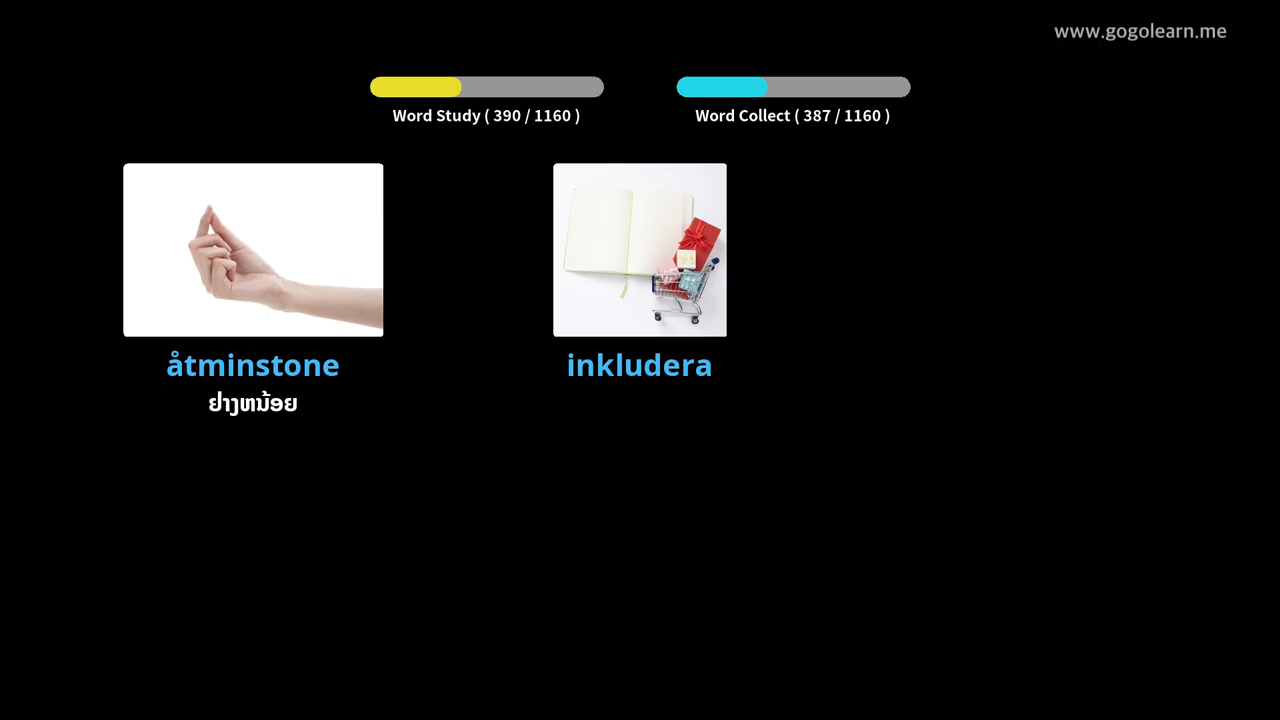 www.gogolearn.me
Word Study ( 390 / 1160 )
Word Collect ( 387 / 1160 )
åtminstone
ຢ່າງຫນ້ອຍ
inkludera